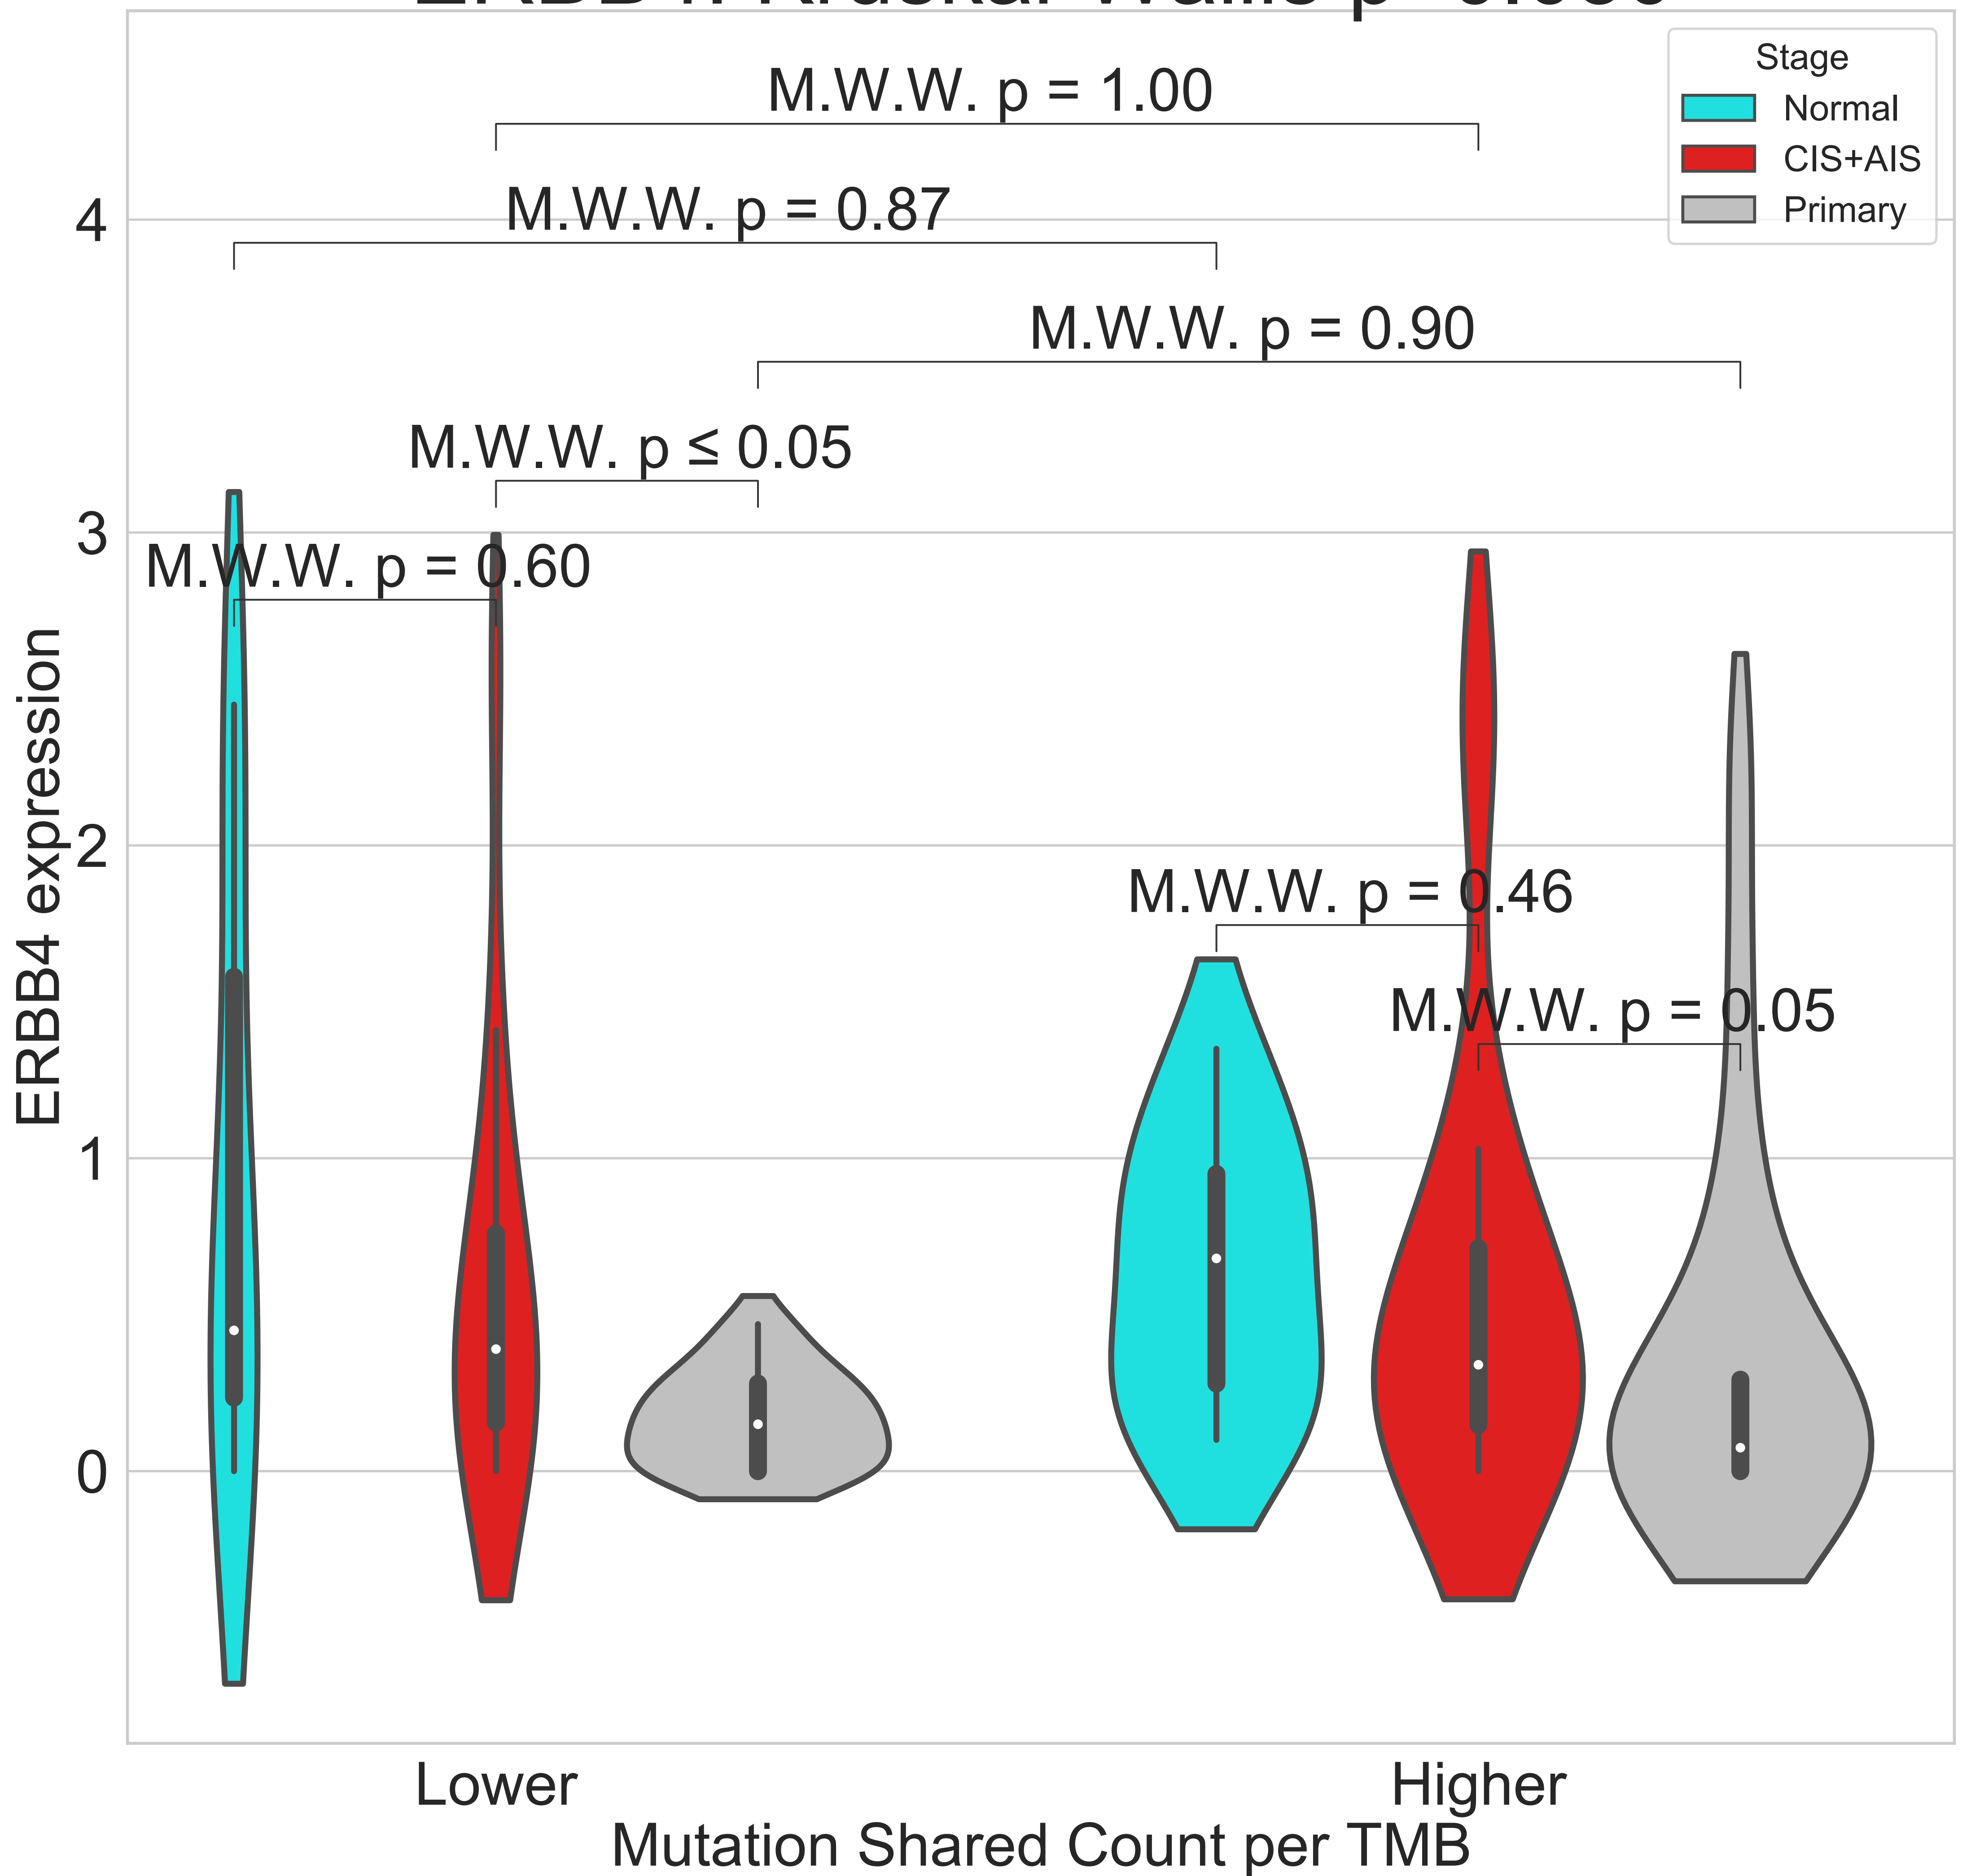 Stage
Normal
CIS+AIS
Primary
M.W.W. p = 1.00
M.W.W. p = 0.87
M.W.W. p = 0.90
M.W.W. p ≤ 0.05
M.W.W. p = 0.60
M.W.W. p = 0.46
M.W.W. p = 0.05
ERBB4 expression
4
3
2
1
0
Lower
Higher
Mutation Shared Count per TMB